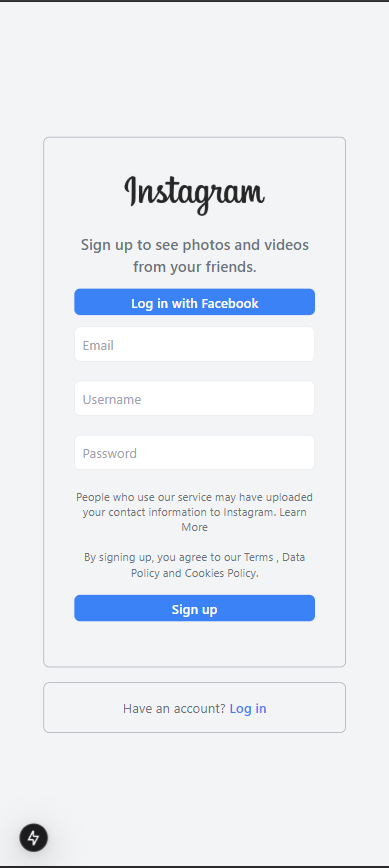 Instagram
Sign up to see photos and videos
from your friends.
Log in with Facebook
Email
Username
Password
People who use our service may have uploaded
your contact information to Instagram. Learn
More
By signing up, you agree to our Terms , Data
Policy and Cookies Policy.
Sign up
Have an account? Log in